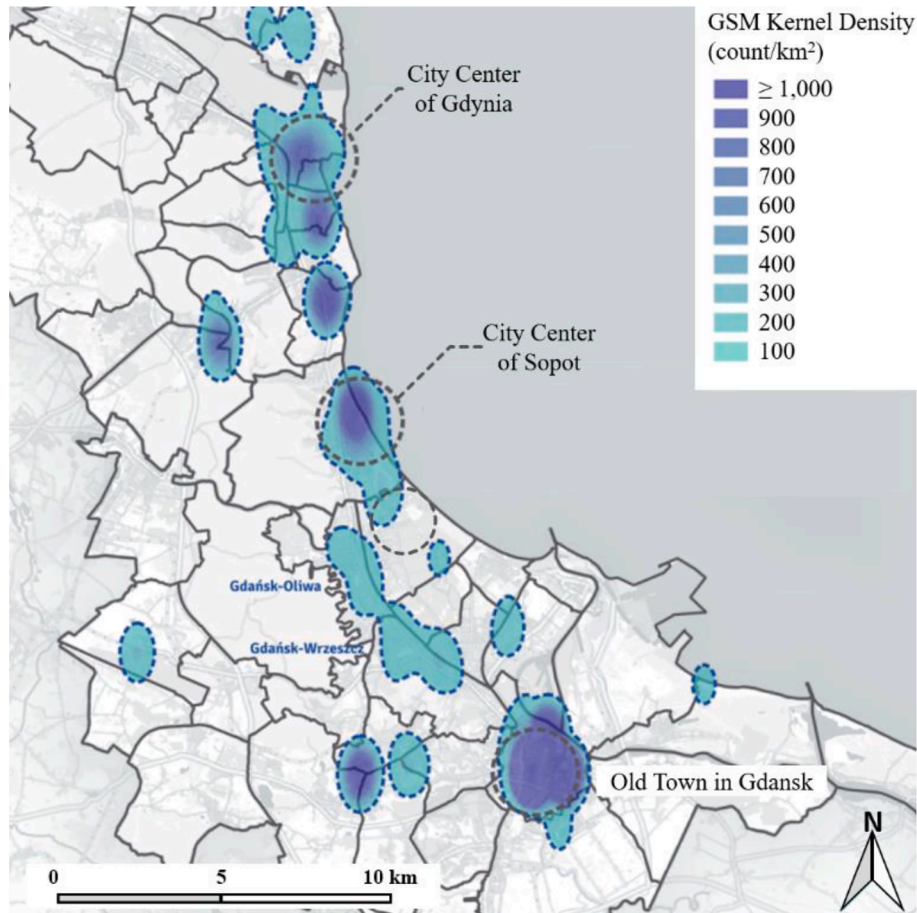 GSM Kernel Density
(count/km²)
≥ 1,000
900
800
700
600
500
400
300
200
100
City Center
of Gdynia
City Center
of Sopot
Gdańsk-Oliwa
Gdańsk-Wrzeszcz
Old Town in Gdansk
N
0 5 10 km